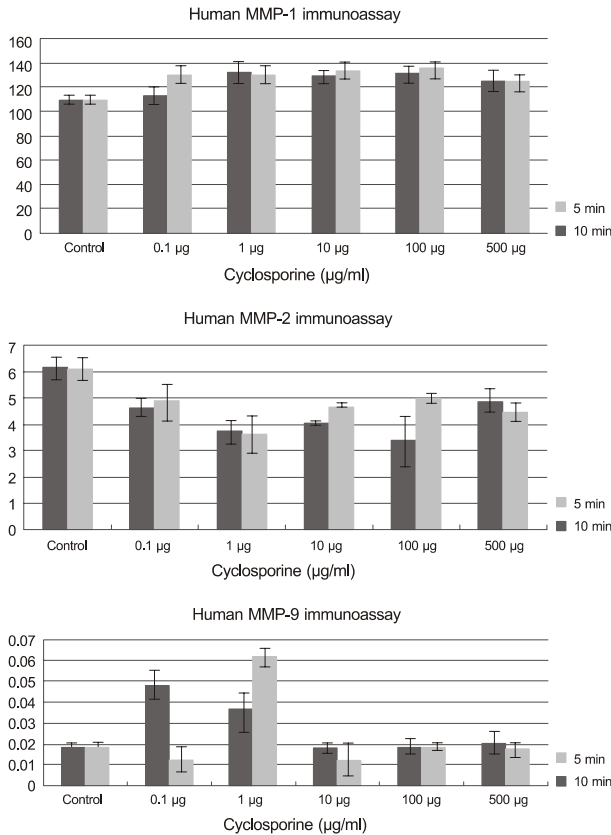 Human MMP-1 immunoassay
160
140
120
100
80
60
40
20
0
Control 0.1 µg 1 µg 10 µg 100 µg 500 µg
5 min
10 min
Cyclosporine (µg/ml)
Human MMP-2 immunoassay
7
6
5
4
3
2
1
0
Control 0.1 µg 1 µg 10 µg 100 µg 500 µg
5 min
10 min
Cyclosporine (µg/ml)
Human MMP-9 immunoassay
0.07
0.06
0.05
0.04
0.03
0.02
0.01
0
Control 0.1 µg 1 µg 10 µg 100 µg 500 µg
5 min
10 min
Cyclosporine (µg/ml)